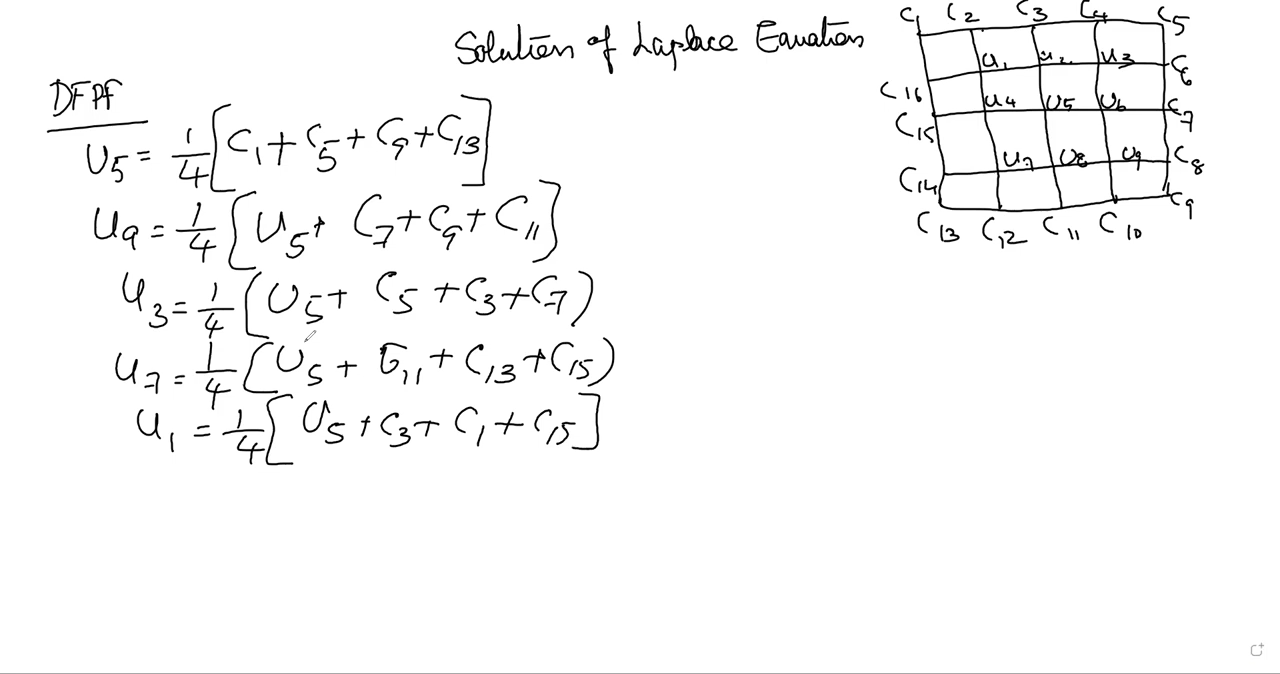 Solution of Laplace Equation
DFPF
U5 = 1/4 [C1 + C5 + C9 + C13]
U9 = 1/4 [U5 + C7 + C9 + C11]
U3 = 1/4 (U5 + C5 + C3 + C7)
U7 = 1/4 [U5 + C11 + C13 + C15)
U1 = 1/4 [U5 + C3 + C1 + C15]
C1 C2 C3 C4 C5
U1 U2 U3 C6
C16 U4 U5 U6 C7
C15
U7 U8 U9 C8
C14 C9
C13 C12 C11 C10